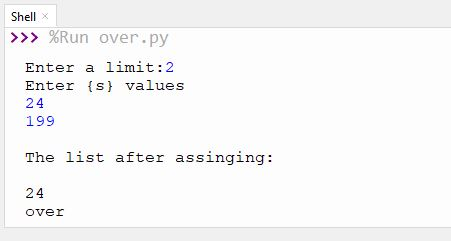 Shell ×
>>> %Run over.py
Enter a limit:2
Enter {s} values
24
199
The list after assinging:
24
over